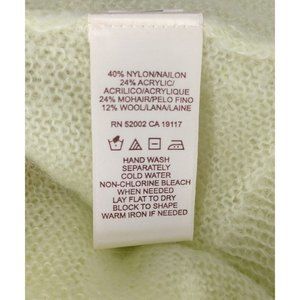 40% NYLON/NAILON
24% ACRYLIC/
ACRILICO/ACRYLIQUE
24% MOHAIR/PELO FINO
12% WOOL/LANA/LAINE
RN 52002 CA 19117
HAND WASH
SEPARATELY
COLD WATER
NON-CHLORINE BLEACH
WHEN NEEDED
LAY FLAT TO DRY
BLOCK TO SHAPE
WARM IRON IF NEEDED